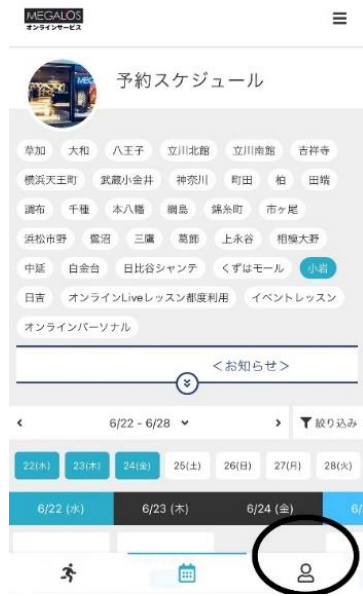 MEGALOS
オンラインサービス
予約スケジュール
草加 大和 八王子 立川北館 立川南館 吉祥寺
横浜天王町 武蔵小金井 神奈川 町田 柏 田端
調布 千種 本八幡 綱島 錦糸町 市ヶ尾
浜松市野 鷺沼 三鷹 葛飾 上永谷 相模大野
中延 白金台 日比谷シャンテ くずはモール 小岩
日吉 オンラインLiveレッスン都度利用 イベントレッスン
オンラインパーソナル
<お知らせ>
6/22 - 6/28 絞り込み
22(水) 23(木) 24(金) 25(土) 26(日) 27(月) 28(火)
6/22 (水) 6/23 (木) 6/24 (金) 6/